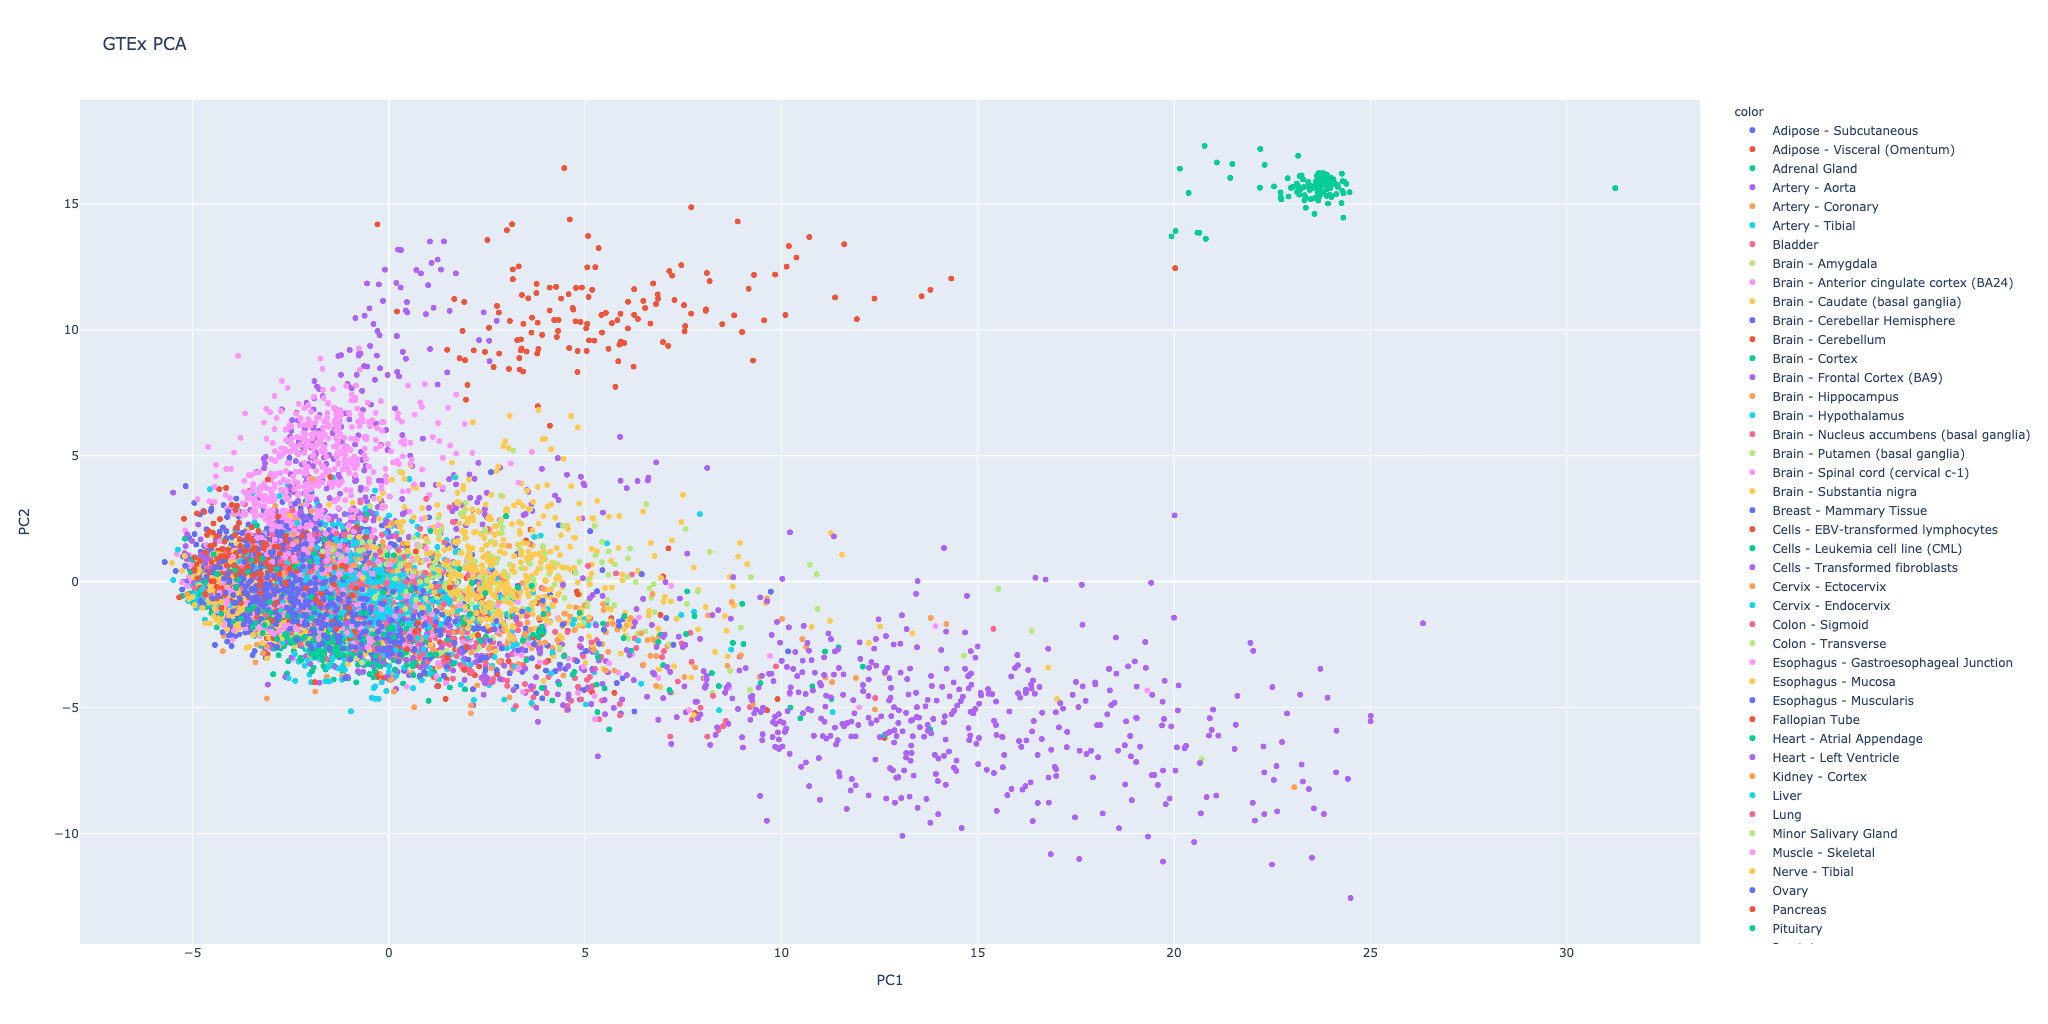 GTEx PCA
color
Adipose - Subcutaneous
Adipose - Visceral (Omentum)
Adrenal Gland
Artery - Aorta
Artery - Coronary
Artery - Tibial
Bladder
Brain - Amygdala
Brain - Anterior cingulate cortex (BA24)
Brain - Caudate (basal ganglia)
Brain - Cerebellar Hemisphere
Brain - Cerebellum
Brain - Cortex
Brain - Frontal Cortex (BA9)
Brain - Hippocampus
Brain - Hypothalamus
Brain - Nucleus accumbens (basal ganglia)
Brain - Putamen (basal ganglia)
Brain - Spinal cord (cervical c-1)
Brain - Substantia nigra
Breast - Mammary Tissue
Cells - EBV-transformed lymphocytes
Cells - Leukemia cell line (CML)
Cells - Transformed fibroblasts
Cervix - Ectocervix
Cervix - Endocervix
Colon - Sigmoid
Colon - Transverse
Esophagus - Gastroesophageal Junction
Esophagus - Mucosa
Esophagus - Muscularis
Fallopian Tube
Heart - Atrial Appendage
Heart - Left Ventricle
Kidney - Cortex
Liver
Lung
Minor Salivary Gland
Muscle - Skeletal
Nerve - Tibial
Ovary
Pancreas
Pituitary
15
10
5
0
−5
−10
PC2
−5
0
5
10
15
20
25
30
PC1